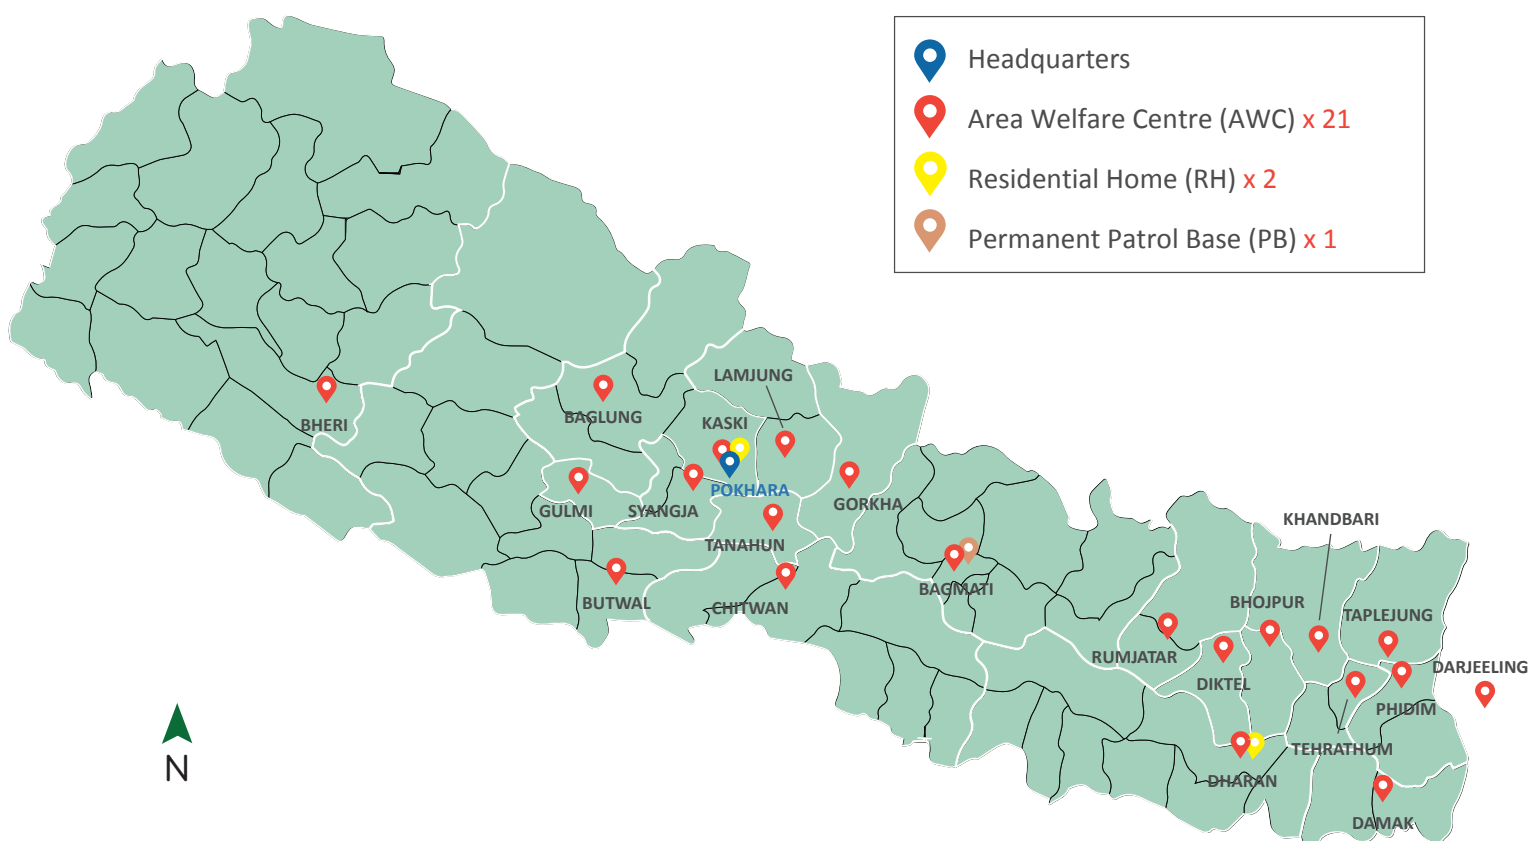 Headquarters
Area Welfare Centre (AWC) x 21
Residential Home (RH) x 2
Permanant Patrol Base (PB) x 1
LAMJUNG
BAGLUNG
KASKI
BHERI
POKHARA
GORKHA
GULMI
SYANGJA
KHANDBARI
TANAHUN
BAGMATI
BUTWAL
CHITWAN
BHOJPUR
TAPLEJUNG
RUMJATAR
DARJEELING
DIKTEL
PHIDIM
TEHRATHUM
N
DHARAN
DAMAK